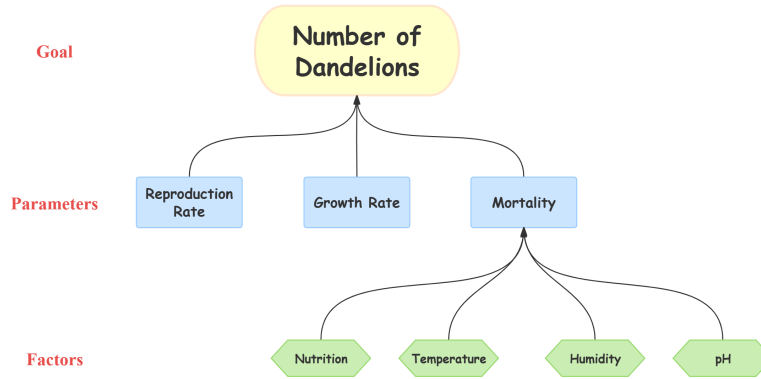 Goal
Number of
Dandelions
Parameters
Reproduction
Rate
Growth Rate
Mortality
Factors
Nutrition
Temperature
Humidity
pH